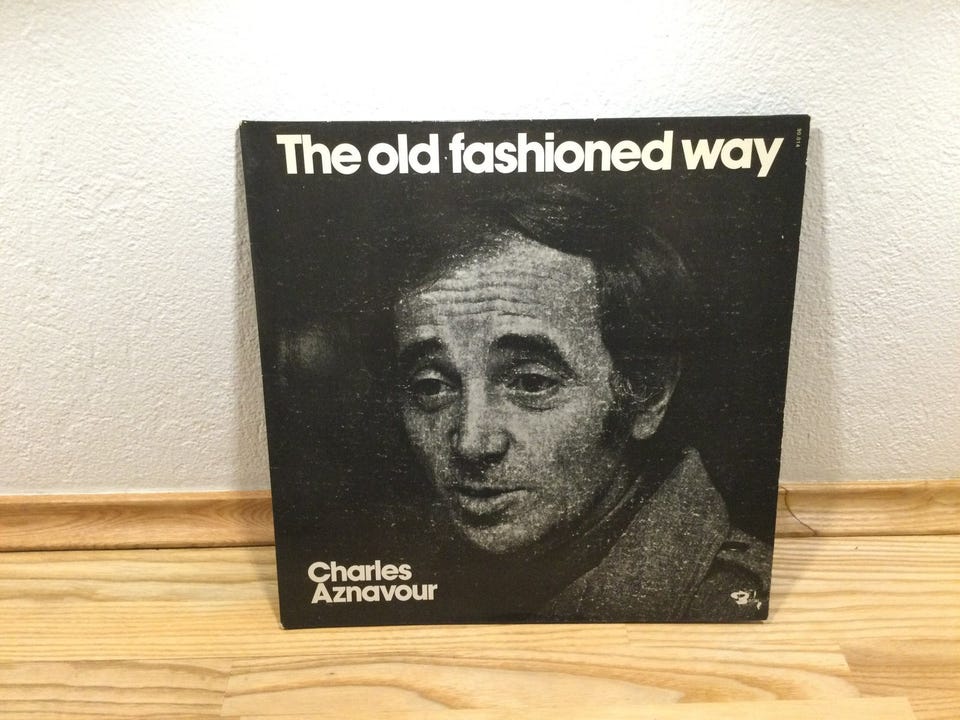 The old fashioned way
Charles
Aznavour